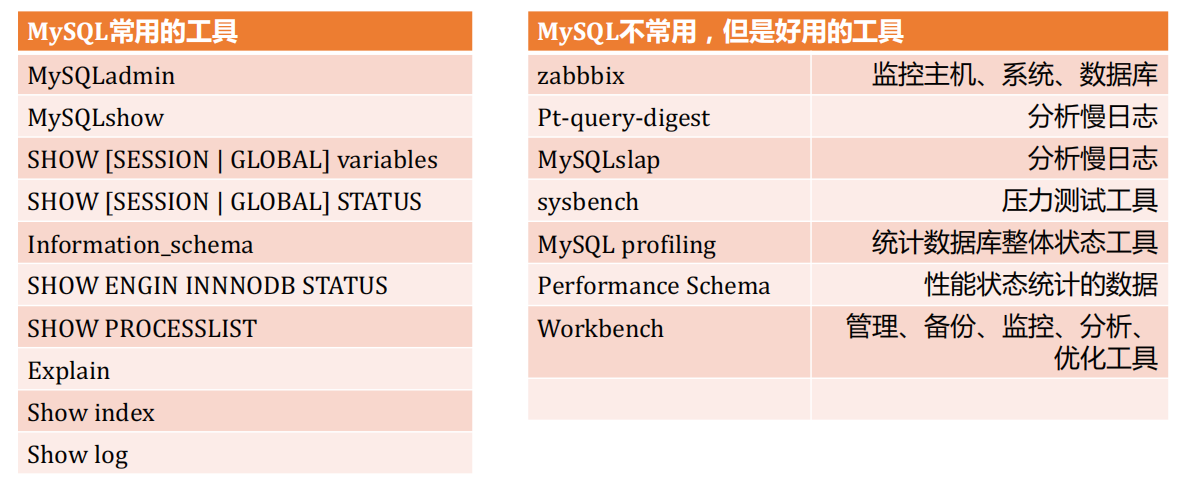 MySQL常用的工具
MySQLadmin
MySQLshow
SHOW [SESSION | GLOBAL] variables
SHOW [SESSION | GLOBAL] STATUS
Information_schema
SHOW ENGIN INNNODB STATUS
SHOW PROCESSLIST
Explain
Show index
Show log
MySQL不常用，但是好用的工具
zabbbix 监控主机、系统、数据库
Pt-query-digest 分析慢日志
MySQLslap 分析慢日志
sysbench 压力测试工具
MySQL profiling 统计数据库整体状态工具
Performance Schema 性能状态统计的数据
Workbench 管理、备份、监控、分析、
优化工具